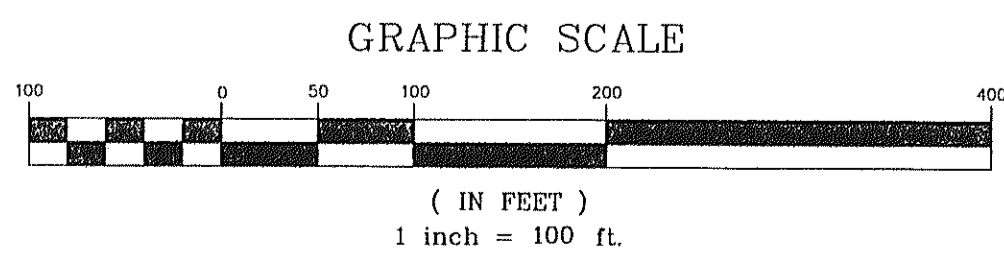 GRAPHIC SCALE
100 0 50 100 200 400
( IN FEET )
1 inch = 100 ft.